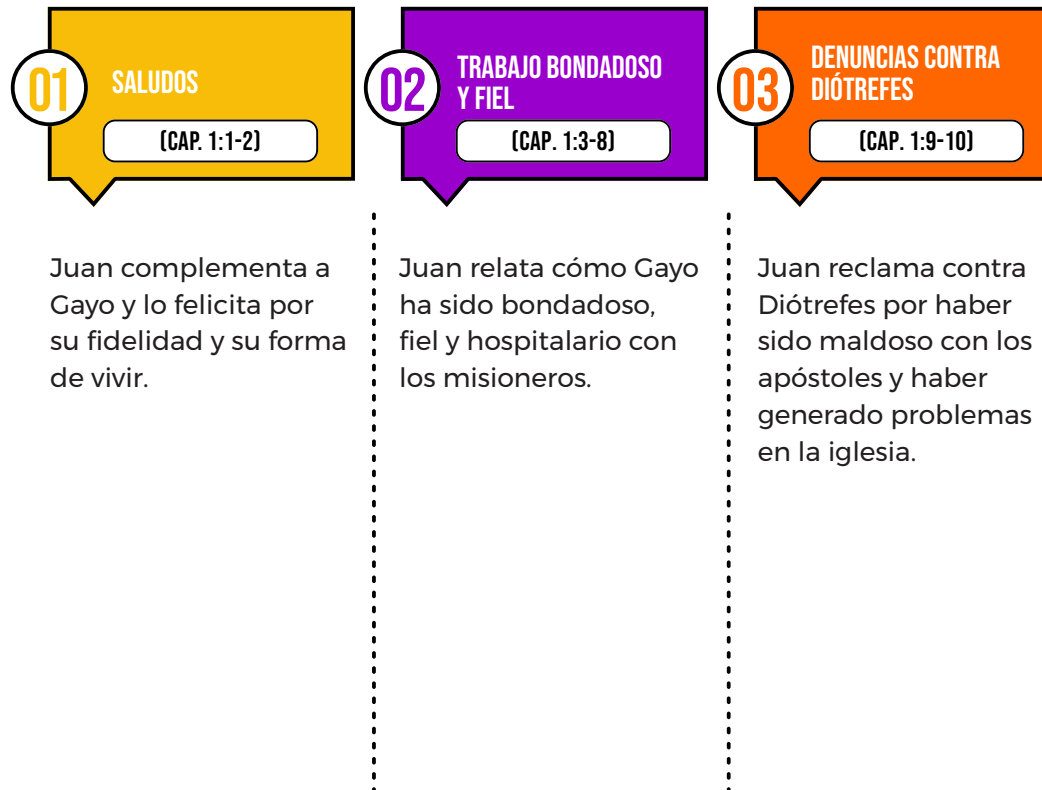 01
SALUDOS
(CAP. 1:1-2)
Juan complementa a
Gayo y lo felicita por
su fidelidad y su forma
de vivir.
02
TRABAJO BONDADOSO
Y FIEL
(CAP. 1:3-8)
Juan relata cómo Gayo
ha sido bondadoso,
fiel y hospitalario con
los misioneros.
03
DENUNCIAS CONTRA
DIÓTREFES
(CAP. 1:9-10)
Juan reclama contra
Diótrefes por haber
sido maldoso con los
apóstoles y haber
generado problemas
en la iglesia.